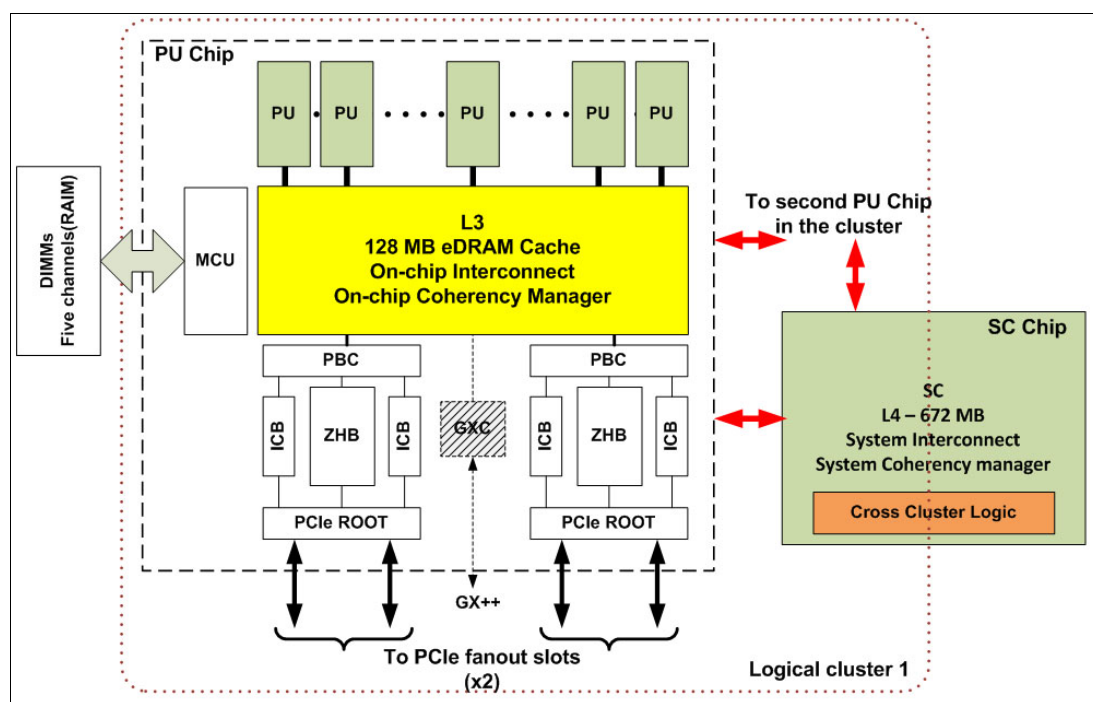 PU Chip
PU
PU
PU
PU
PU
DIMMs
Five channels(RAIM)
MCU
L3
128 MB eDRAM Cache
On-chip Interconnect
On-chip Coherency Manager
To second PU Chip
in the cluster
PBC
ICB
ZHB
ICB
PCIe ROOT
GXC
GX++
PBC
ICB
ZHB
ICB
PCIe ROOT
SC Chip
SC
L4 – 672 MB
System Interconnect
System Coherency manager
Cross Cluster Logic
To PCIe fanout slots
(x2)
Logical cluster 1